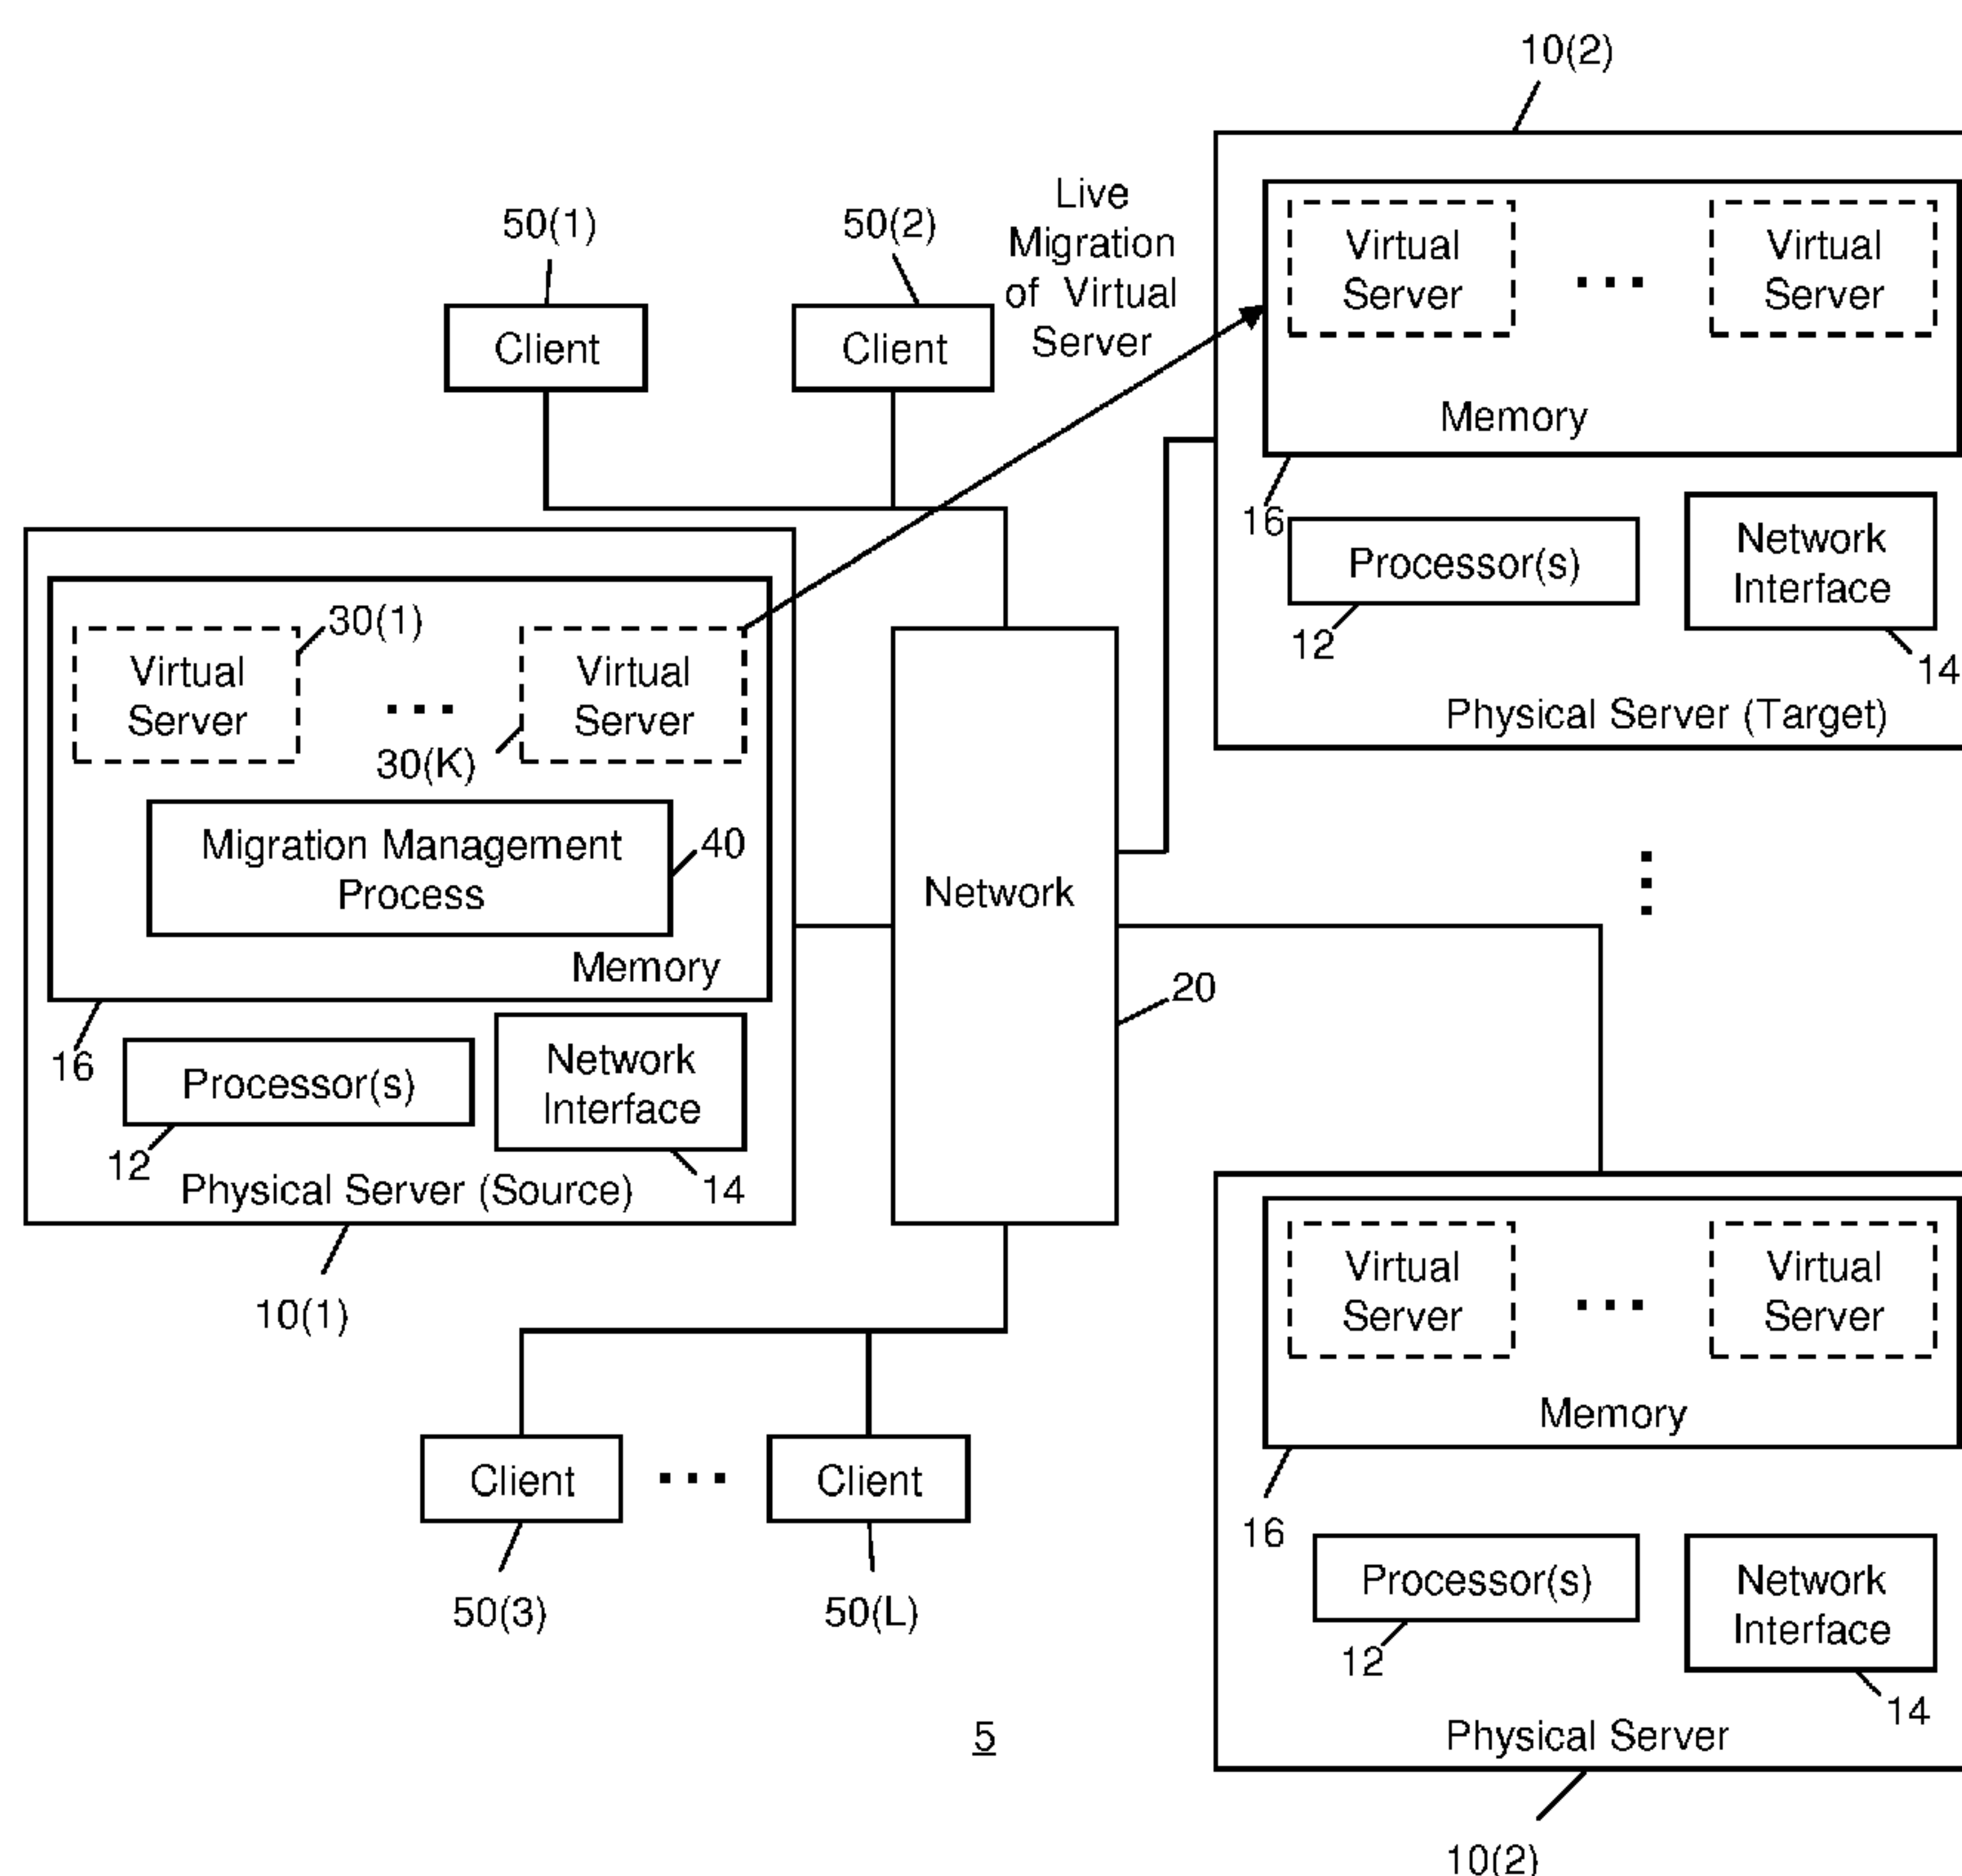 10(2)
Live
Migration
of Virtual
Server
50(1)
50(2)
Client
Client
Virtual
Server
...
Virtual
Server
Memory
16
Processor(s)
12
Network
Interface
14
Physical Server (Target)
Virtual
Server
30(1)
...
Virtual
Server
30(K)
Migration Management
Process
40
Memory
16
Processor(s)
12
Network
Interface
14
Physical Server (Source)
10(1)
Network
20
Client
...
Client
50(3)
50(L)
Virtual
Server
...
Virtual
Server
Memory
16
Processor(s)
12
Network
Interface
14
Physical Server
10(2)
5